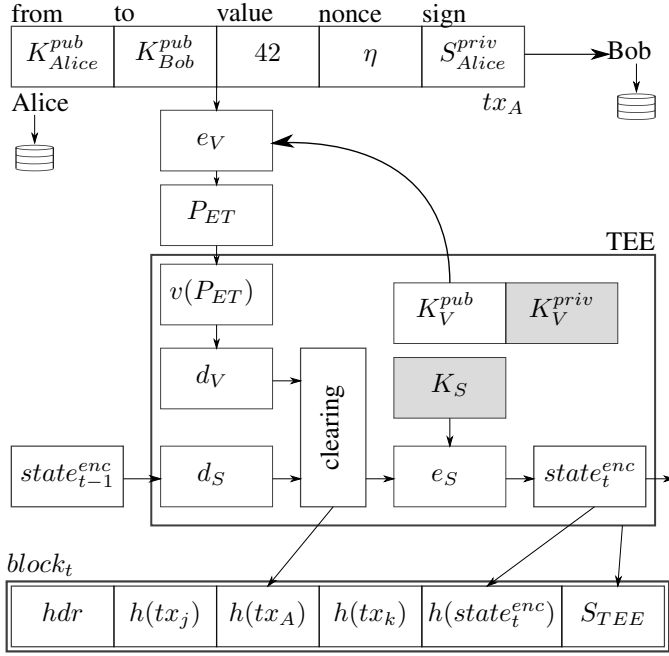 from to value nonce sign
K_{Alice}^{pub} K_{Bob}^{pub} 42 η S_{Alice}^{priv} Bob
Alice tx_A
e_V
P_{ET}
TEE
v(P_{ET}) K_V^{pub} K_V^{priv}
d_V K_S
clearing
state_{t-1}^{enc} d_S e_S state_t^{enc}
block_t
hdr h(tx_j) h(tx_A) h(tx_k) h(state_t^{enc}) S_{TEE}